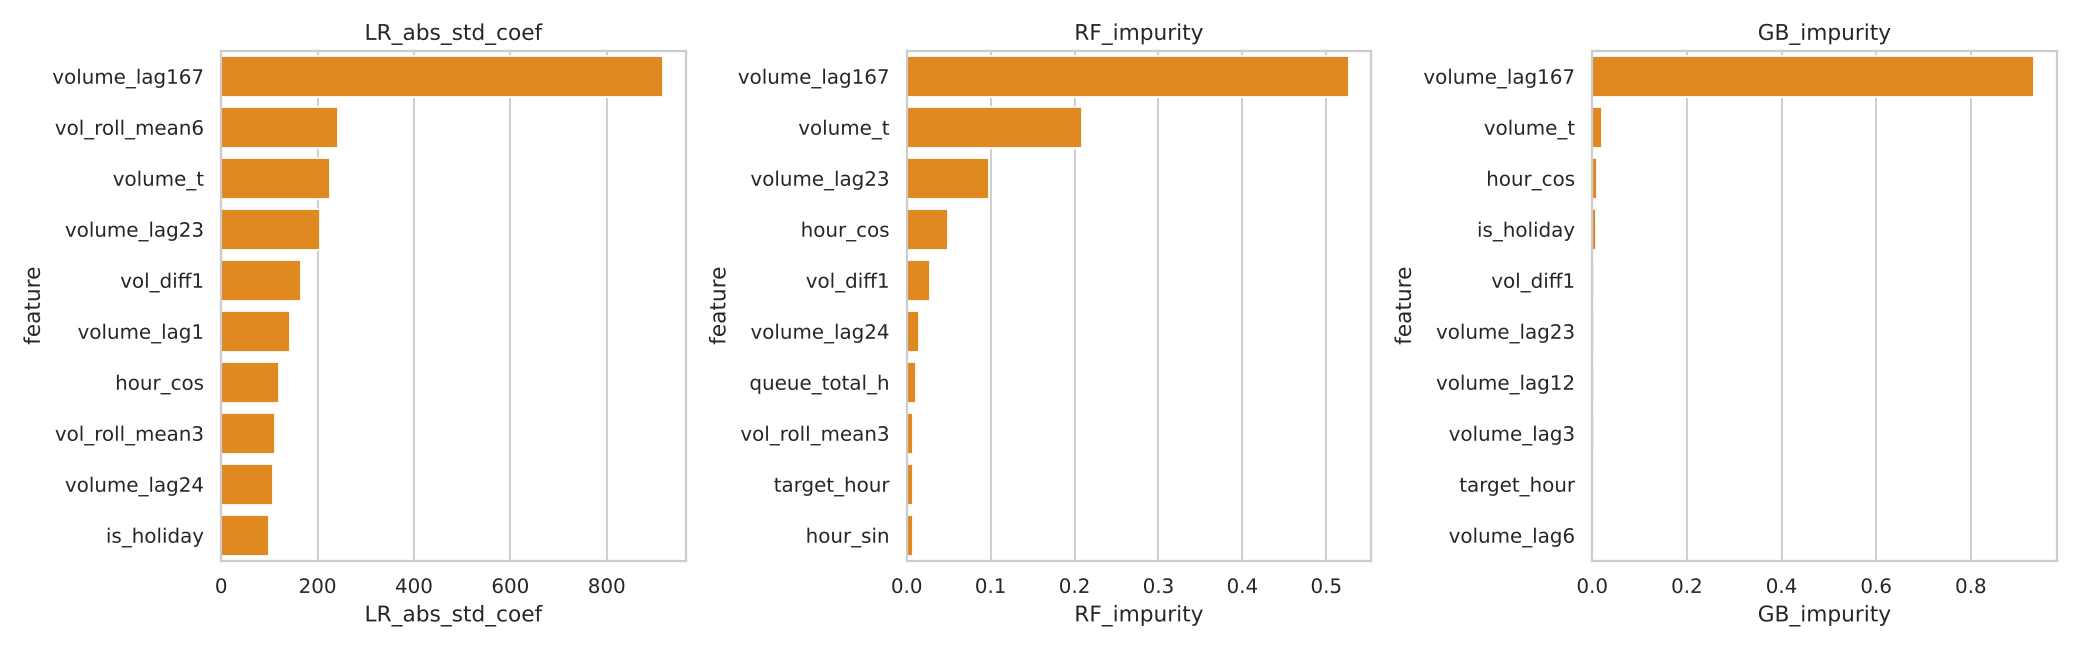 LR_abs_std_coef
feature
volume_lag167
vol_roll_mean6
volume_t
volume_lag23
vol_diff1
volume_lag1
hour_cos
vol_roll_mean3
volume_lag24
is_holiday
0 200 400 600 800
LR_abs_std_coef
RF_impurity
feature
volume_lag167
volume_t
volume_lag23
hour_cos
vol_diff1
volume_lag24
queue_total_h
vol_roll_mean3
target_hour
hour_sin
0.0 0.1 0.2 0.3 0.4 0.5
RF_impurity
GB_impurity
feature
volume_lag167
volume_t
hour_cos
is_holiday
vol_diff1
volume_lag23
volume_lag12
volume_lag3
target_hour
volume_lag6
0.0 0.2 0.4 0.6 0.8
GB_impurity